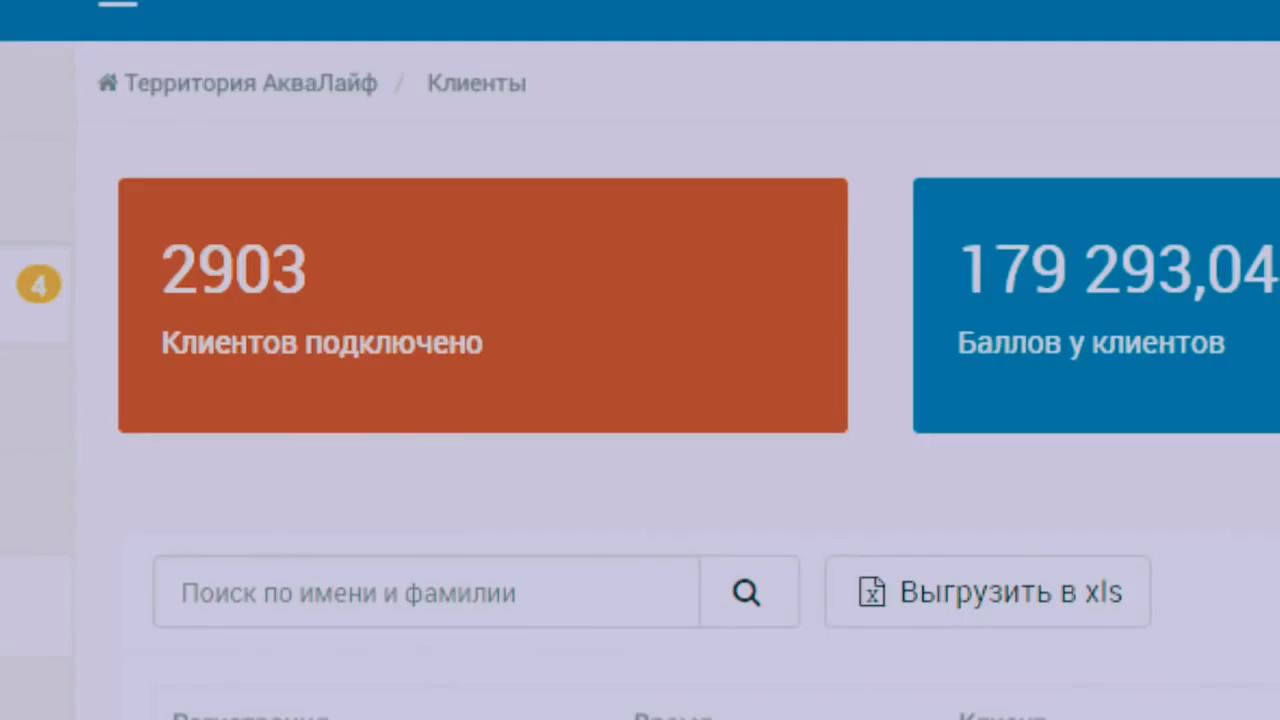 Территория АкваЛайф / Клиенты
2903
Клиентов подключено
179 293,04
Баллов у клиентов
4
Поиск по имени и фамилии
Выгрузить в xls